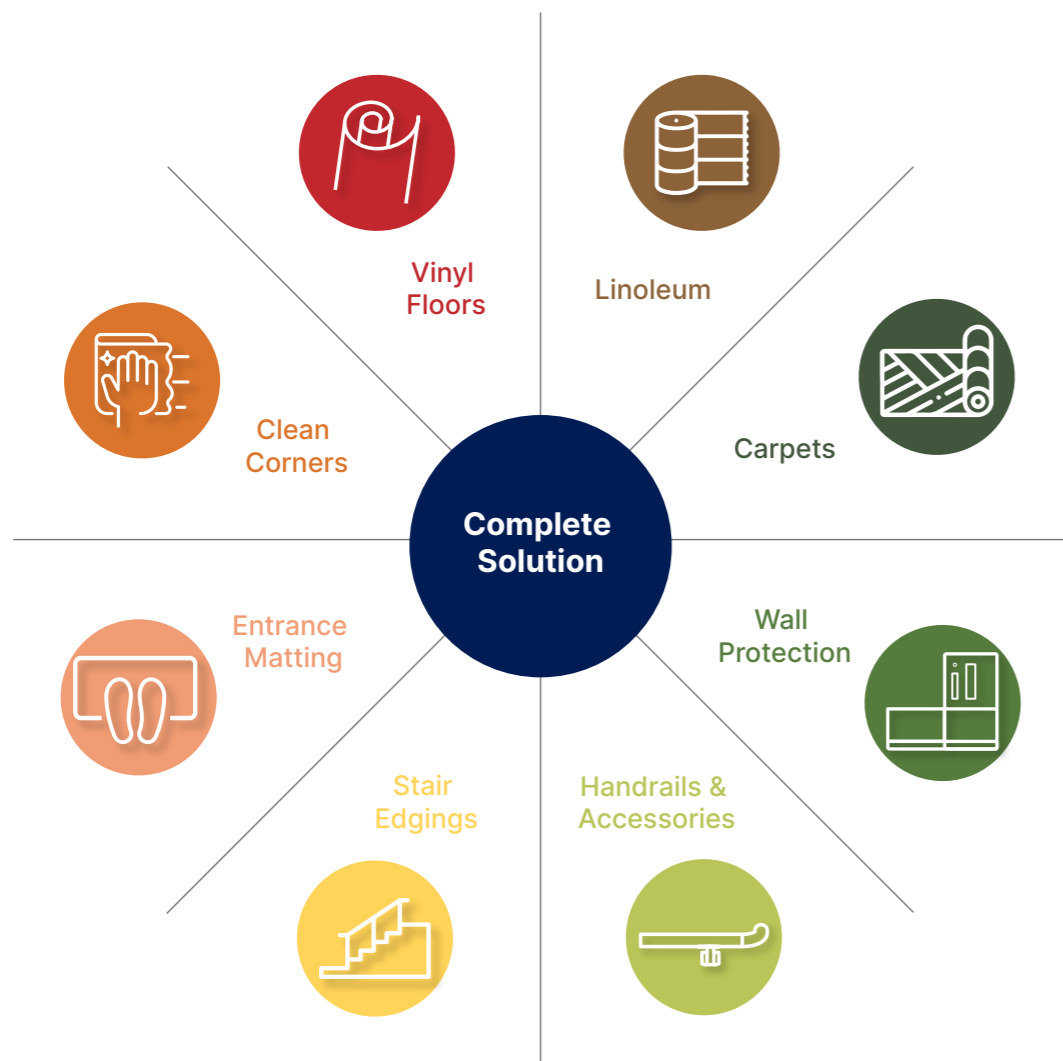 Vinyl
Floors
Linoleum
Clean
Corners
Carpets
Complete
Solution
Entrance
Matting
Wall
Protection
Stair
Edgings
Handrails &
Accessories